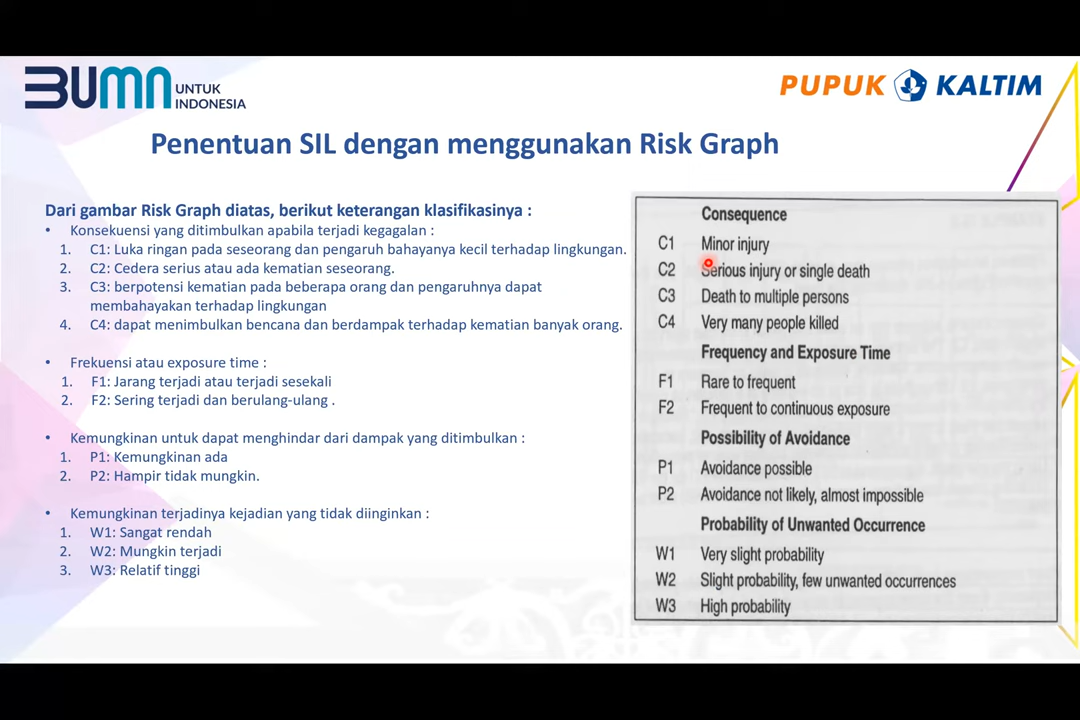 BUMN UNTUK
INDONESIA
PUPUK KALTIM
Penentuan SIL dengan menggunakan Risk Graph
Dari gambar Risk Graph diatas, berikut keterangan klasifikasinya :
• Konsekuensi yang ditimbulkan apabila terjadi kegagalan :
1. C1: Luka ringan pada seseorang dan pengaruh bahayanya kecil terhadap lingkungan.
2. C2: Cedera serius atau ada kematian seseorang.
3. C3: berpotensi kematian pada beberapa orang dan pengaruhnya dapat
membahayakan terhadap lingkungan
4. C4: dapat menimbulkan bencana dan berdampak terhadap kematian banyak orang.
• Frekuensi atau exposure time :
1. F1: Jarang terjadi atau terjadi sesekali
2. F2: Sering terjadi dan berulang-ulang .
• Kemungkinan untuk dapat menghindar dari dampak yang ditimbulkan :
1. P1: Kemungkinan ada
2. P2: Hampir tidak mungkin.
• Kemungkinan terjadinya kejadian yang tidak diinginkan :
1. W1: Sangat rendah
2. W2: Mungkin terjadi
3. W3: Relatif tinggi
Consequence
C1 Minor injury
C2 Serious injury or single death
C3 Death to multiple persons
C4 Very many people killed
Frequency and Exposure Time
F1 Rare to frequent
F2 Frequent to continuous exposure
Possibility of Avoidance
P1 Avoidance possible
P2 Avoidance not likely, almost impossible
Probability of Unwanted Occurrence
W1 Very slight probability
W2 Slight probability, few unwanted occurrences
W3 High probability